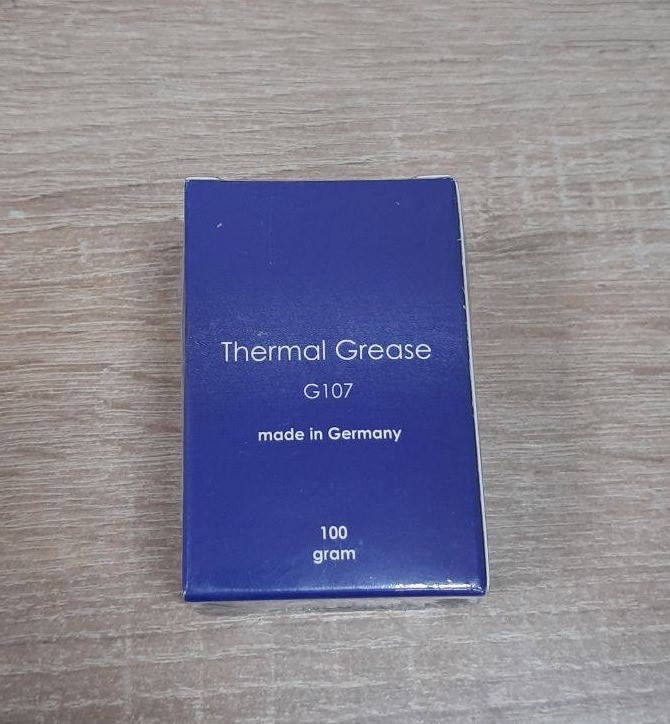 Thermal Grease
G107
made in Germany
100
gram